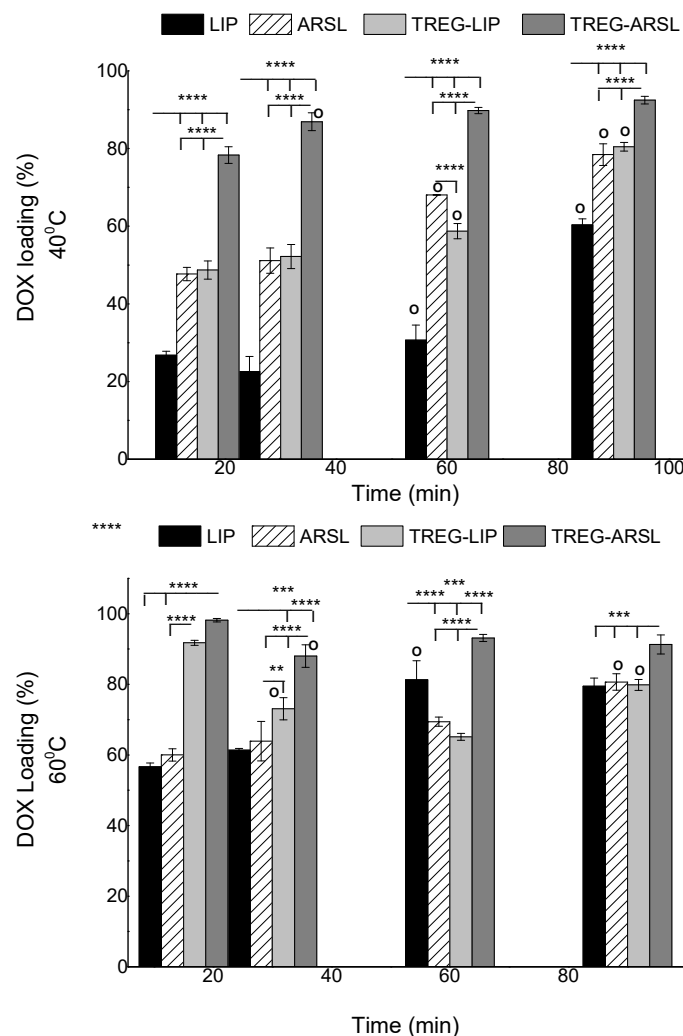 LIP ARSL TREG-LIP TREG-ARSL
100
80
60
40
20
0
DOX loading (%)
40⁰C
**** **** ****
**** **** **** ****
**** **** ****
****
O
O O O
O O O
O
20 40 60 80 100
Time (min)
****
LIP ARSL TREG-LIP TREG-ARSL
100
80
60
40
20
0
DOX Loading (%)
60⁰C
**** *** *** ***
**** **** ****
**** **** ****
**
O O O
O O O
20 40 60 80
Time (min)